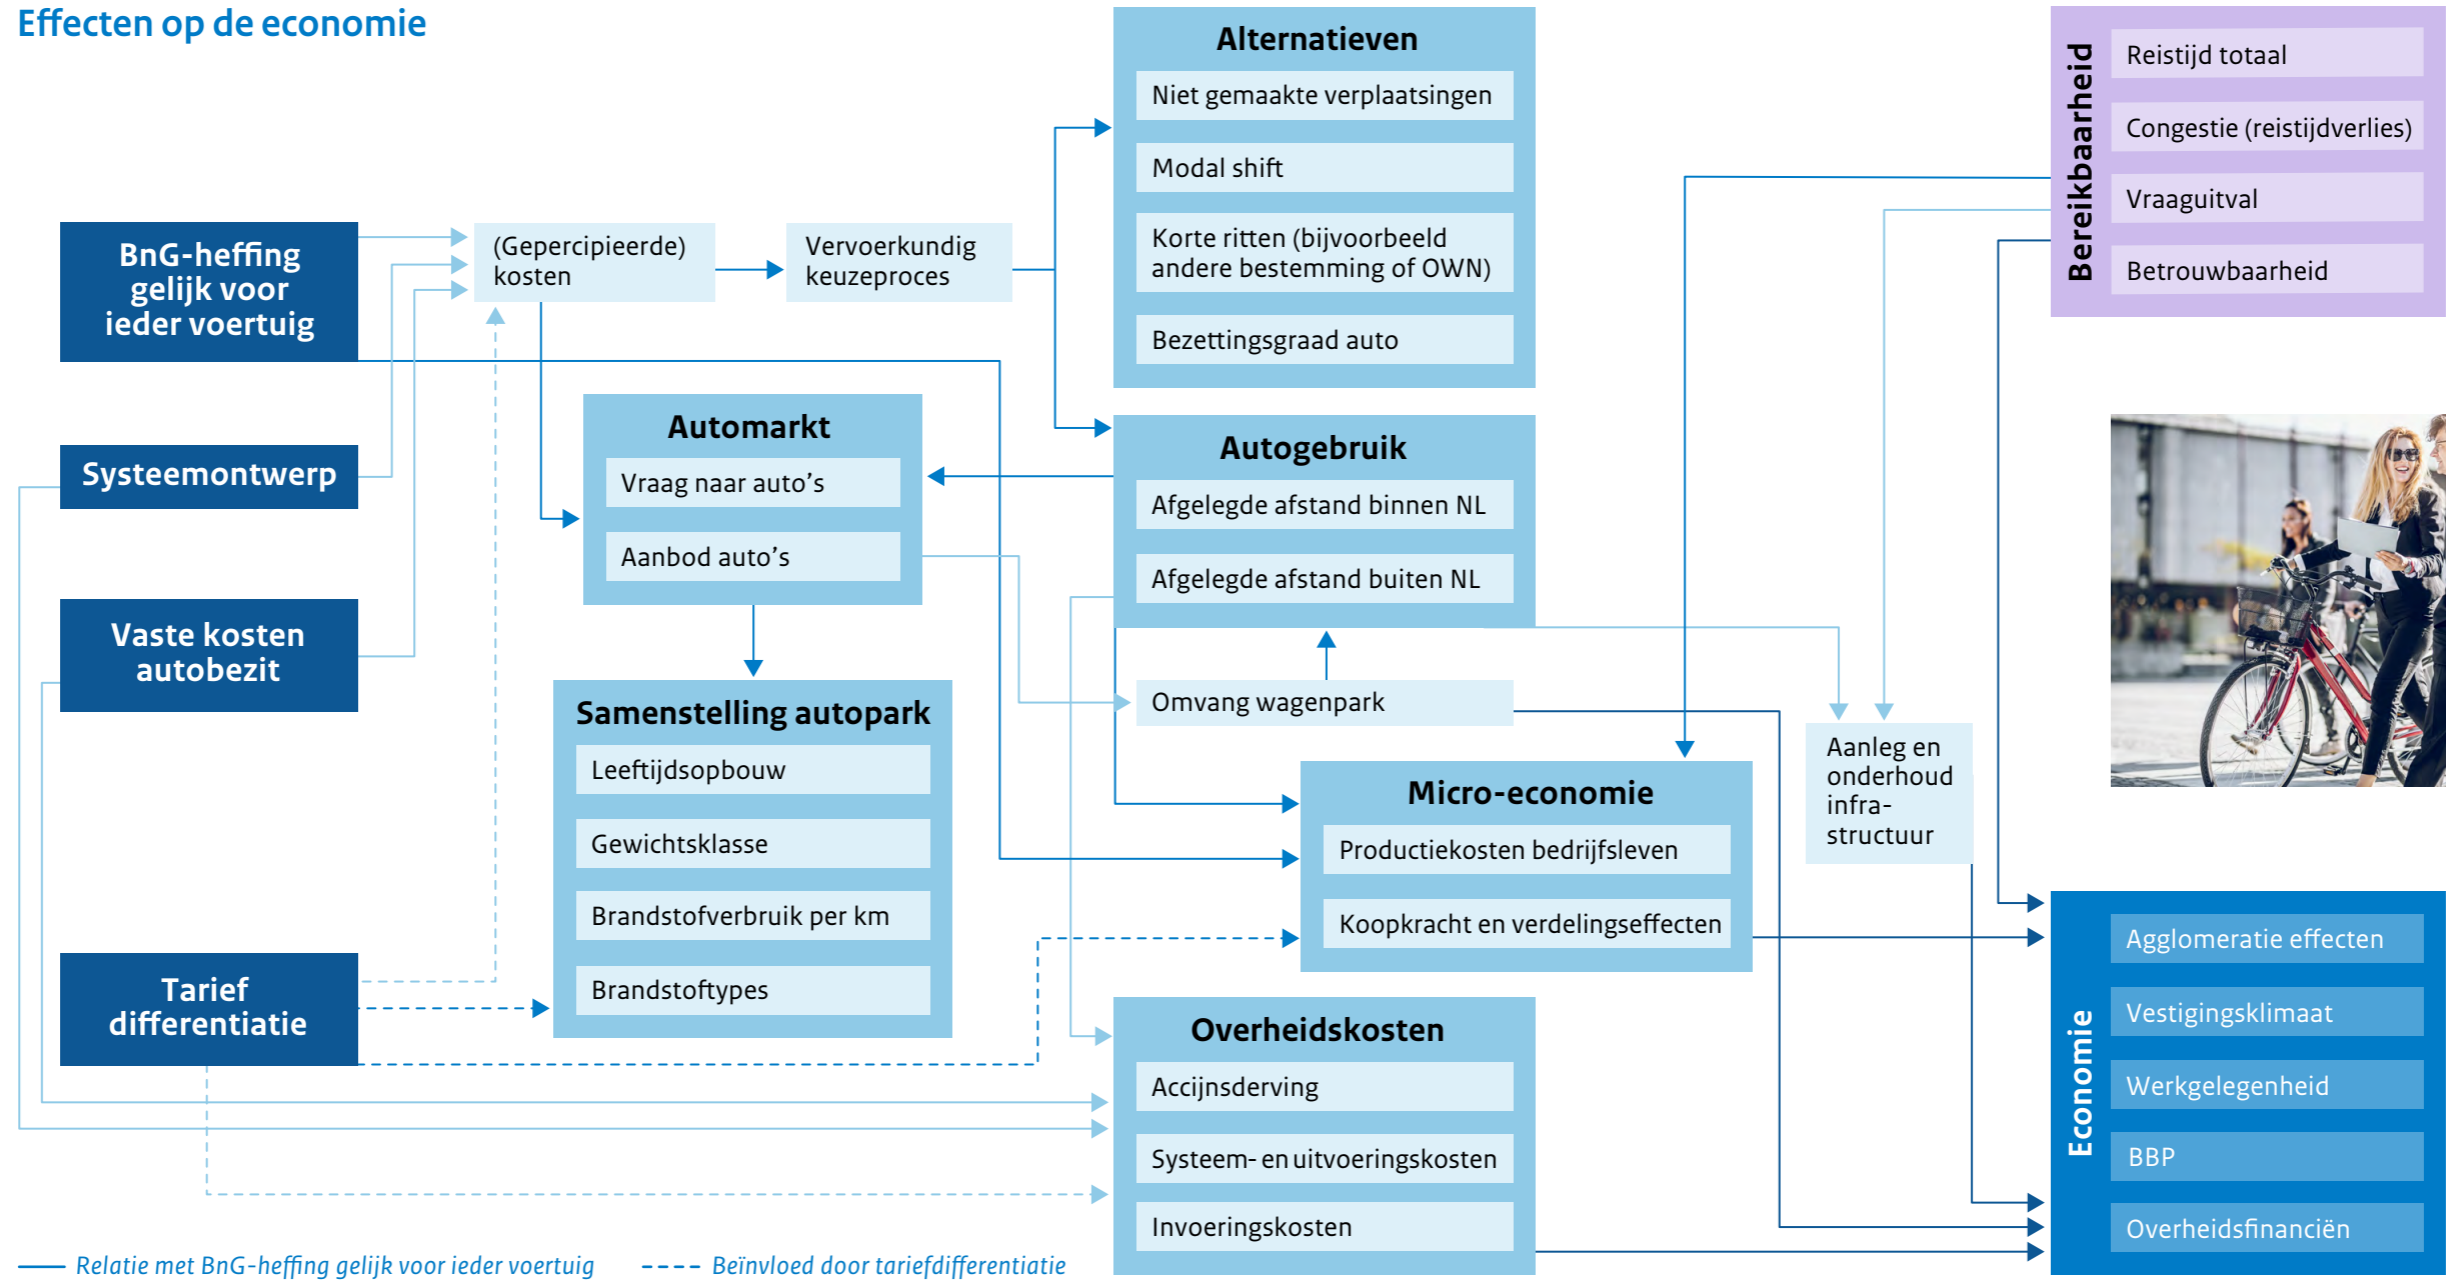 Effecten op de economie
BnG-heffing
gelijk voor
ieder voertuig
Systeemontwerp
Vaste kosten
autobezit
Tarief
differentiatie
(Gepercipieerde)
kosten
Vervoerkundig
keuzeproces
Automarkt
Vraag naar auto’s
Aanbod auto’s
Samenstelling autopark
Leeftijdsopbouw
Gewichtsklasse
Brandstofverbruik per km
Brandstoftypes
Alternatieven
Niet gemaakte verplaatsingen
Modal shift
Korte ritten (bijvoorbeeld
andere bestemming of OWN)
Bezettingsgraad auto
Autogebruik
Afgelegde afstand binnen NL
Afgelegde afstand buiten NL
Omvang wagenpark
Micro-economie
Productiekosten bedrijfsleven
Koopkracht en verdelingseffecten
Overheidskosten
Accijnsderving
Systeem- en uitvoeringskosten
Invoeringskosten
Aanleg en
onderhoud
infra-
structuur
Bereikbaarheid
Reistijd totaal
Congestie (reistijdverlies)
Vraaguitval
Betrouwbaarheid
Economie
Agglomeratie effecten
Vestigingsklimaat
Werkgelegenheid
BBP
Overheidsfinanciën
Relatie met BnG-heffing gelijk voor ieder voertuig
Beïnvloed door tariefdifferentiatie